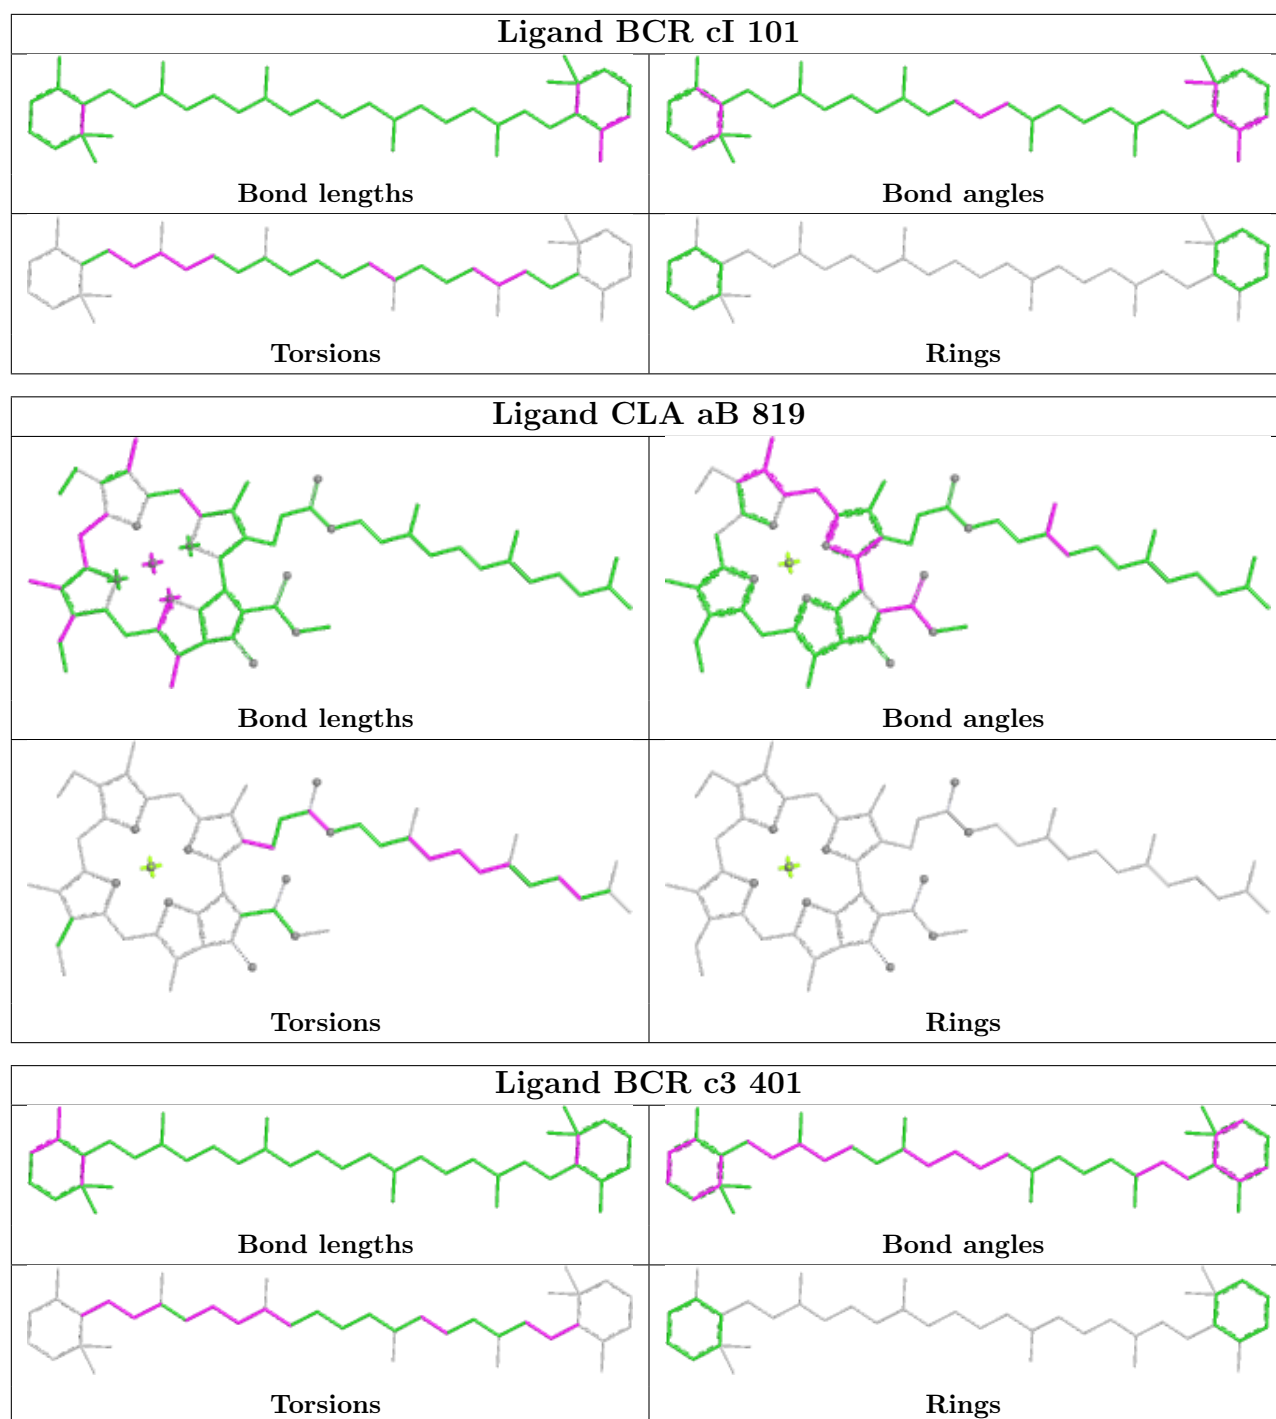 Ligand BCR cI 101
Bond lengths
Bond angles
Torsions
Rings
Ligand CLA aB 819
Bond lengths
Bond angles
Torsions
Rings
Ligand BCR c3 401
Bond lengths
Bond angles
Torsions
Rings